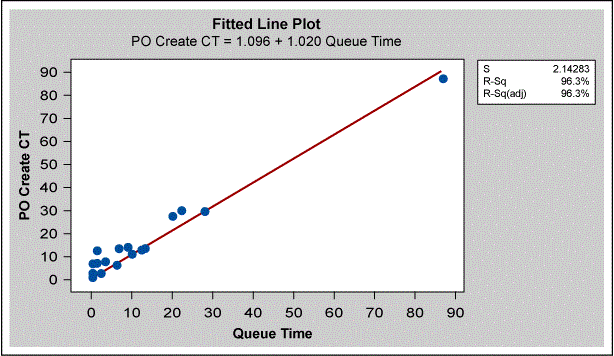 Fitted Line Plot
PO Create CT = 1.096 + 1.020 Queue Time
S 2.14283
R-Sq 96.3%
R-Sq(adj) 96.3%
PO Create CT
90
80
70
60
50
40
30
20
10
0
0 10 20 30 40 50 60 70 80 90
Queue Time